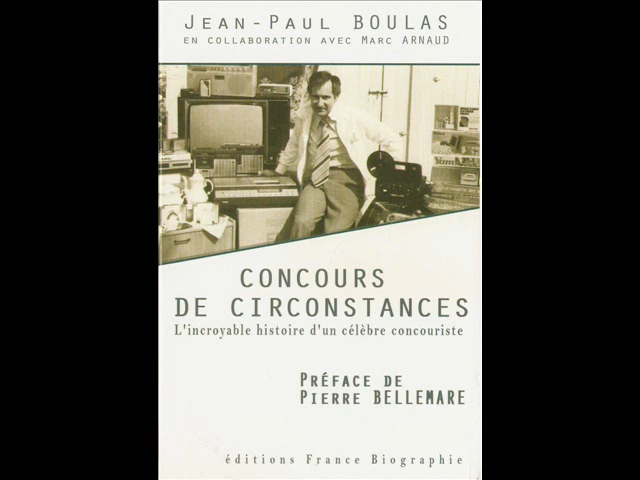 JEAN-PAUL BOULAS
EN COLLABORATION AVEC MARC ARNAUD
CONCOURS
DE CIRCONSTANCES
L'incroyable histoire d'un célèbre concouriste
PRÉFACE DE
PIERRE BELLEMARE
éditions France Biographie